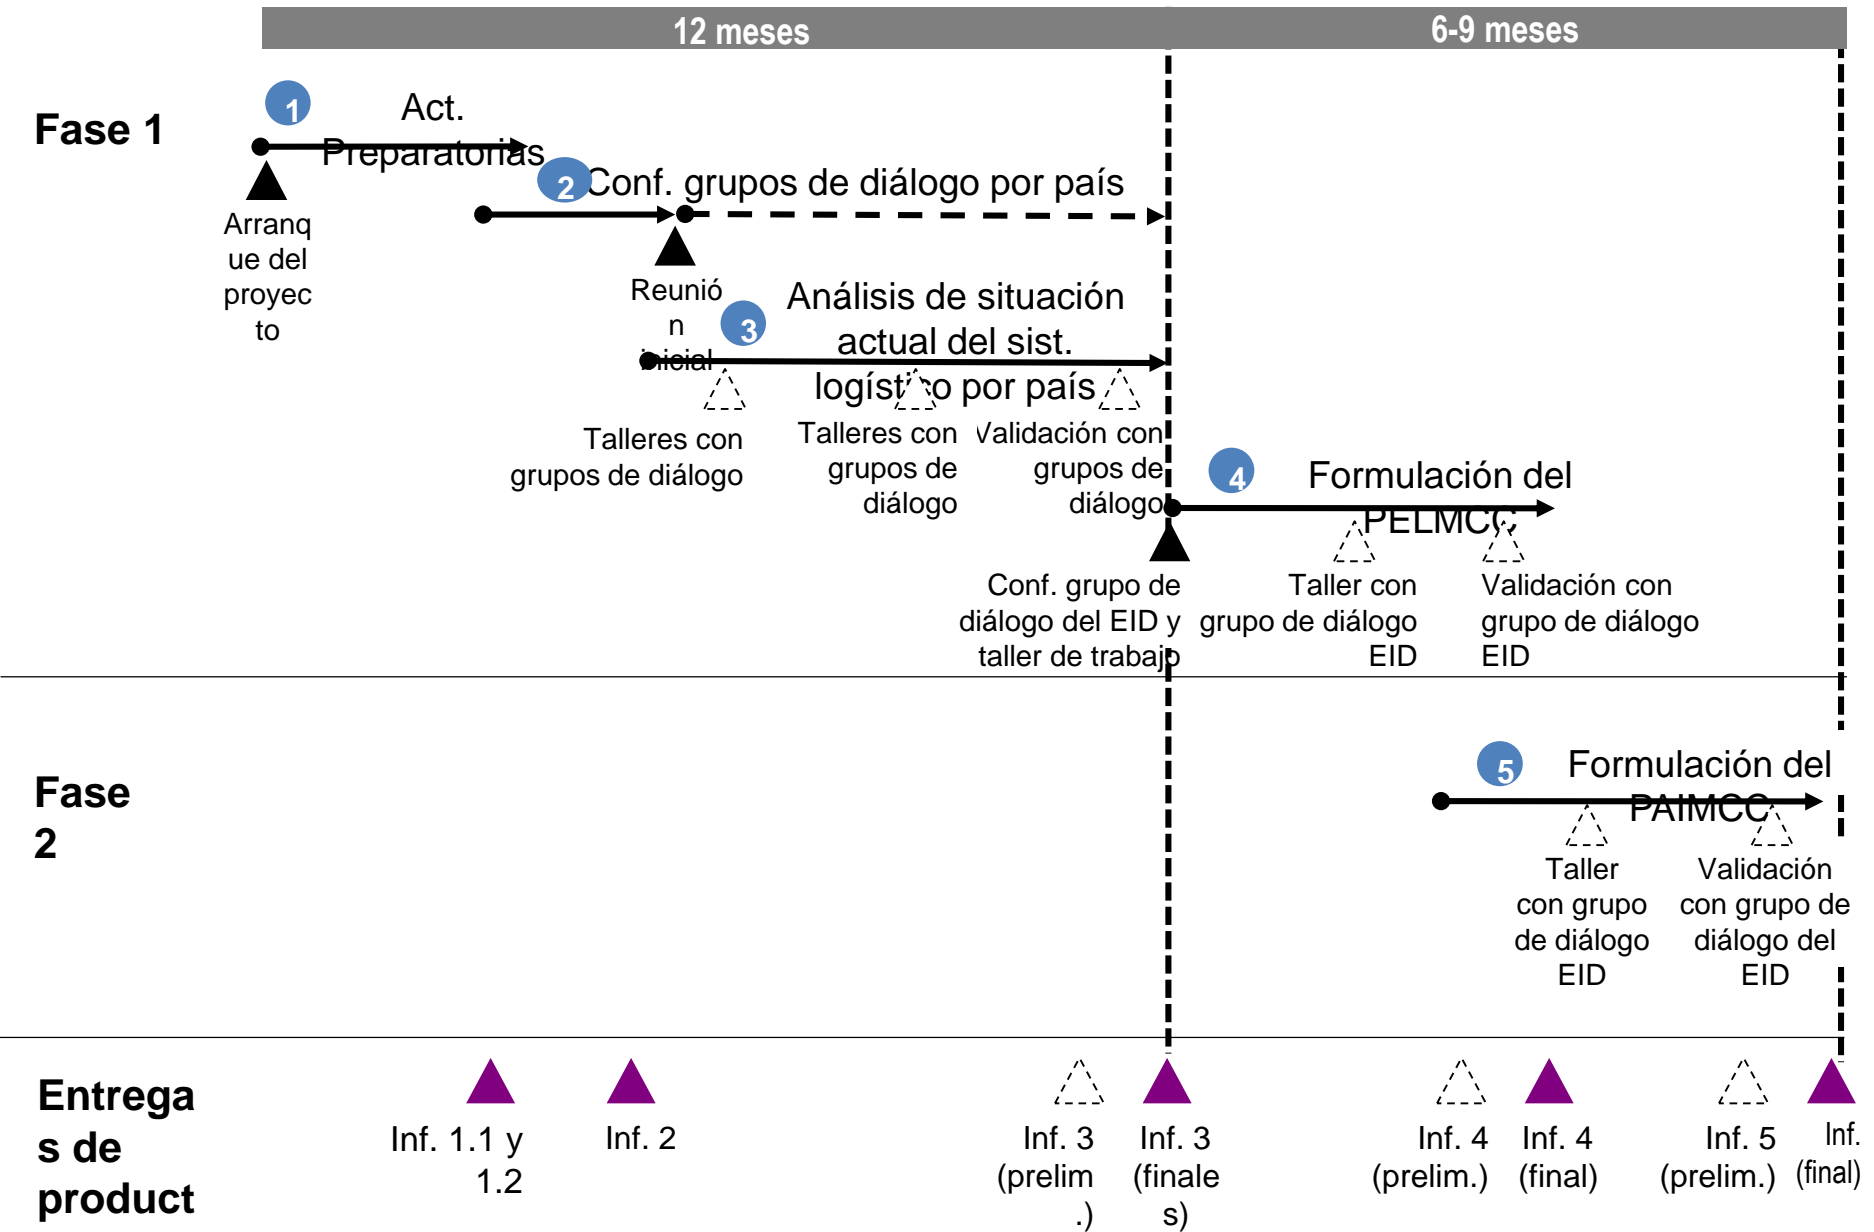 12 meses
6-9 meses
Fase 1
1
Act.
Preparatorias
Arranq
ue del
proyec
to
2
Conf. grupos de diálogo por país
Reunió
n
inicial
3
Análisis de situación
actual del sist.
logístico por país
Talleres con
grupos de diálogo
Talleres con
grupos de
diálogo
Validación con
grupos de
diálogo
4
Formulación del
PELMCC
Conf. grupo de
diálogo del EID y
taller de trabajo
Taller con
grupo de diálogo
EID
Validación con
grupo de diálogo
EID
Fase
2
5
Formulación del
PAIMCC
Taller
con grupo
de diálogo
EID
Validación
con grupo de
diálogo del
EID
Entrega
s de
product
Inf. 1.1 y
1.2
Inf. 2
Inf. 3
(prelim
.)
Inf. 3
(finale
s)
Inf. 4
(prelim.)
Inf. 4
(final)
Inf. 5
(prelim.)
Inf.
(final)